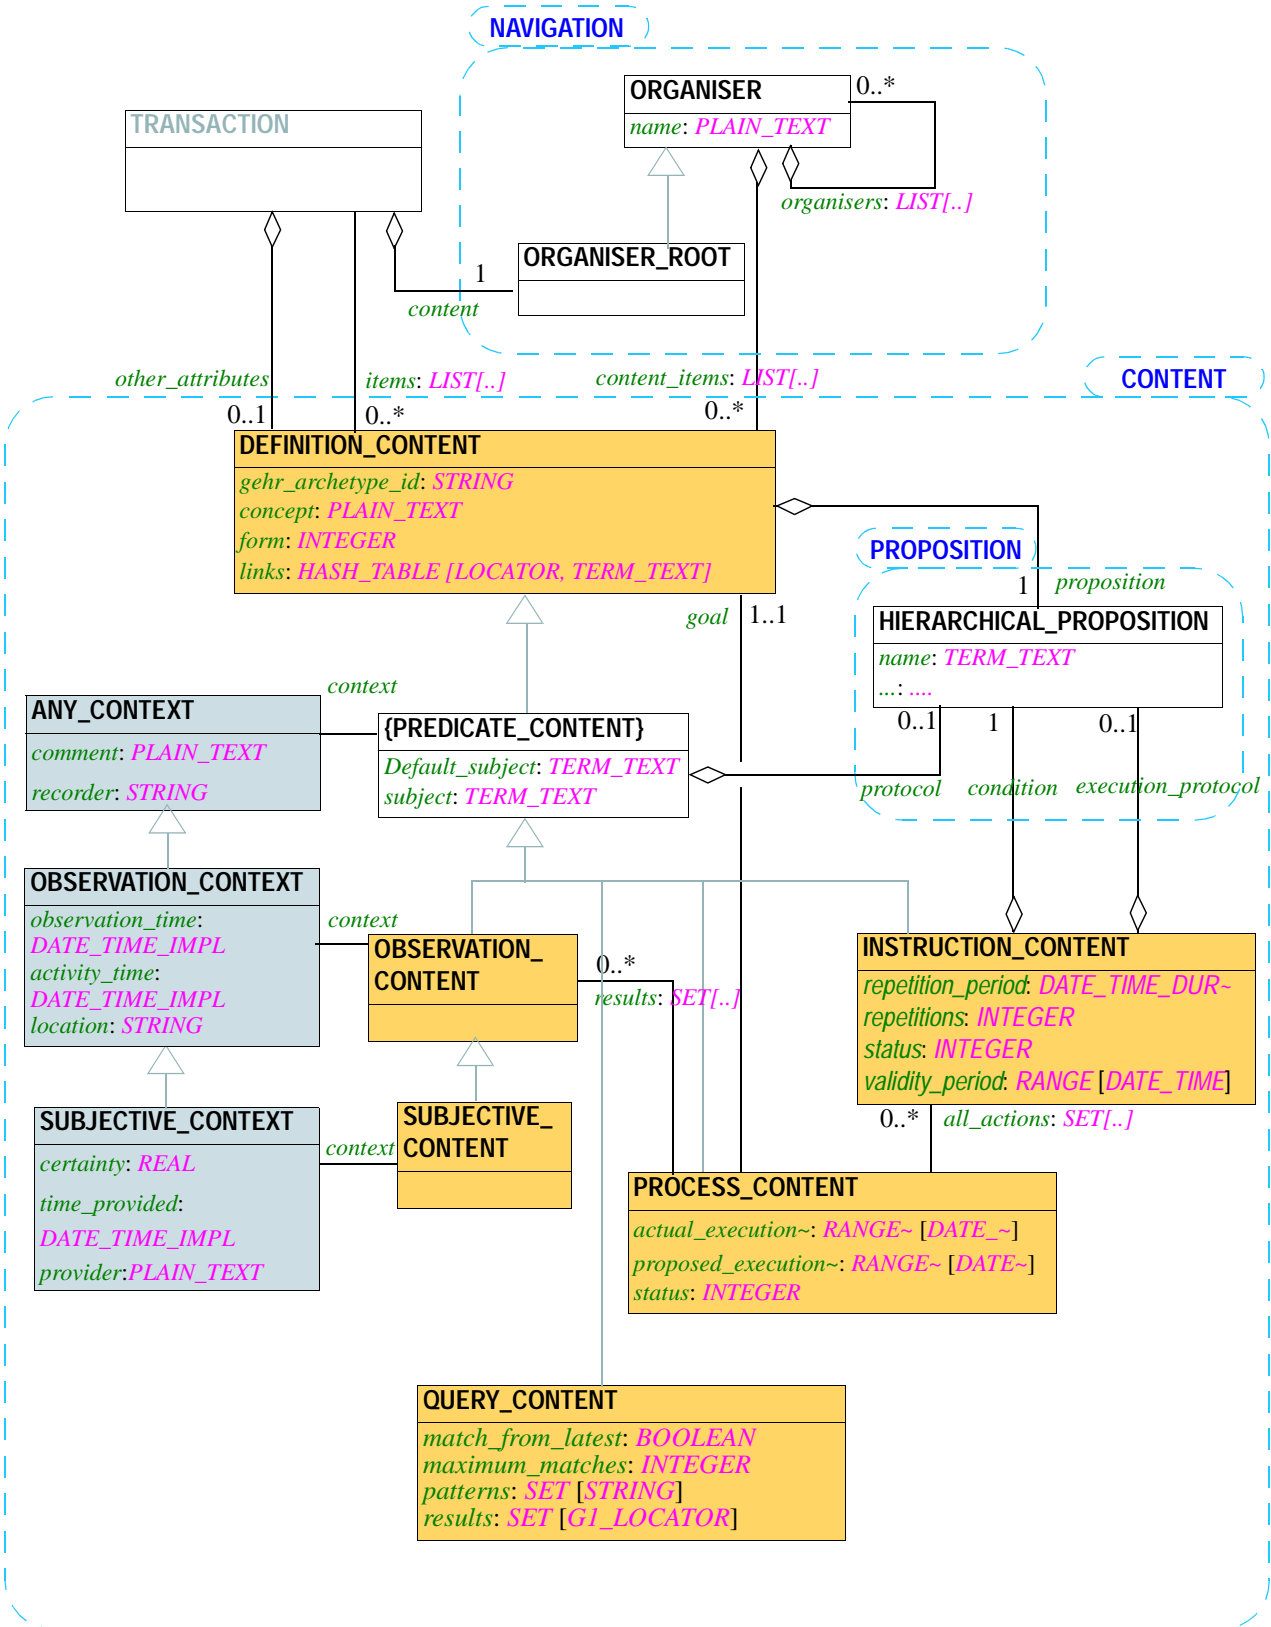 NAVIGATION
ORGANISER
0..*
name: PLAIN_TEXT
TRANSACTION
organisers: LIST[..]
ORGANISER_ROOT
1
content
other_attributes
items: LIST[..]
content_items: LIST[..]
CONTENT
0..1
0..*
0..*
DEFINITION_CONTENT
gehr_archetype_id: STRING
concept: PLAIN_TEXT
form: INTEGER
links: HASH_TABLE [LOCATOR, TERM_TEXT]
PROPOSITION
1
proposition
goal
1..1
HIERARCHICAL_PROPOSITION
name: TERM_TEXT
...: ....
context
ANY_CONTEXT
comment: PLAIN_TEXT
recorder: STRING
{PREDICATE_CONTENT}
Default_subject: TERM_TEXT
subject: TERM_TEXT
0..1
1
0..1
protocol
condition
execution_protocol
OBSERVATION_CONTEXT
observation_time:
DATE_TIME_IMPL
activity_time:
DATE_TIME_IMPL
location: STRING
context
OBSERVATION_
CONTENT
0..*
results: SET[..]
INSTRUCTION_CONTENT
repetition_period: DATE_TIME_DUR~
repetitions: INTEGER
status: INTEGER
validity_period: RANGE [DATE_TIME]
0..*
all_actions: SET[..]
SUBJECTIVE_CONTEXT
certainty: REAL
time_provided:
DATE_TIME_IMPL
provider:PLAIN_TEXT
context
SUBJECTIVE_
CONTENT
PROCESS_CONTENT
actual_execution~: RANGE~ [DATE_~]
proposed_execution~: RANGE~ [DATE~]
status: INTEGER
QUERY_CONTENT
match_from_latest: BOOLEAN
maximum_matches: INTEGER
patterns: SET [STRING]
results: SET [G1_LOCATOR]